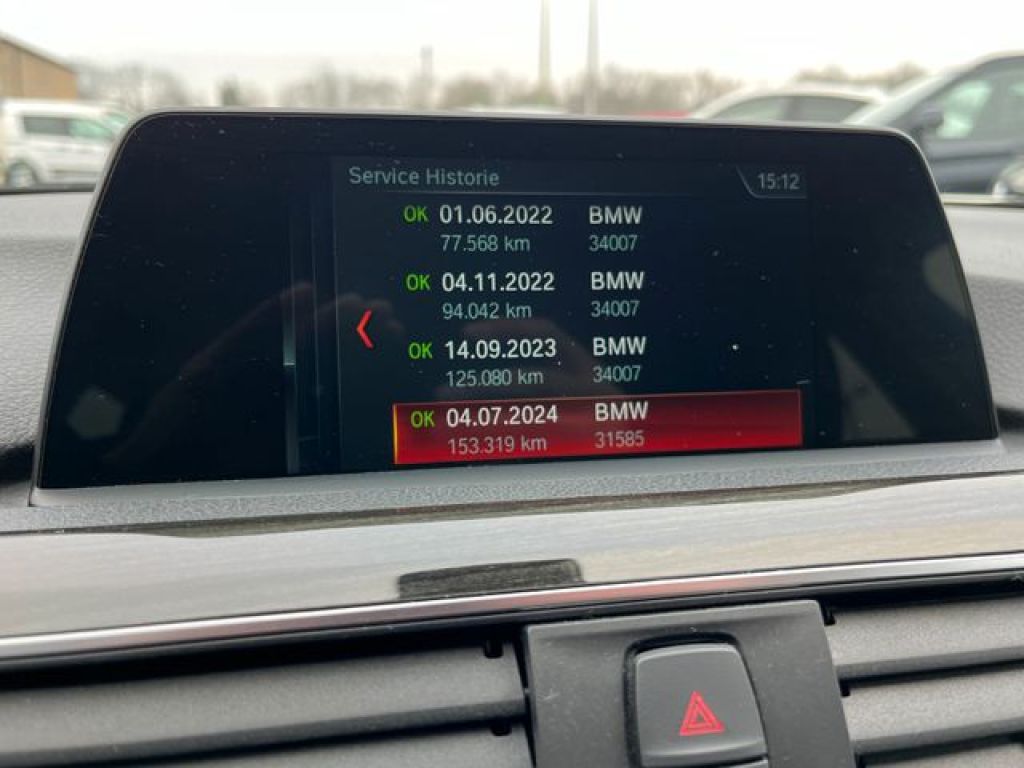 Service Historie 15:12
OK 01.06.2022 BMW
77.568 km 34007
OK 04.11.2022 BMW
94.042 km 34007
OK 14.09.2023 BMW
125.080 km 34007
OK 04.07.2024 BMW
153.319 km 31585